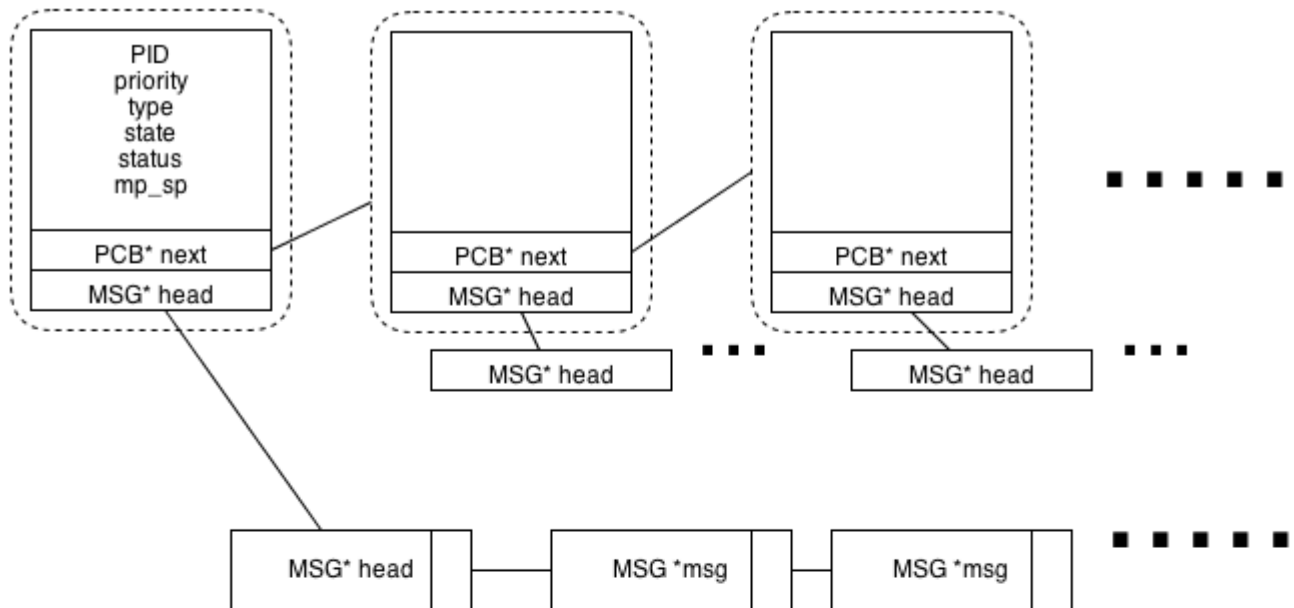 PID
priority
type
state
status
mp_sp
PCB* next
MSG* head
PCB* next
MSG* head
PCB* next
MSG* head
MSG* head
MSG* head
MSG* head
MSG *msg
MSG *msg